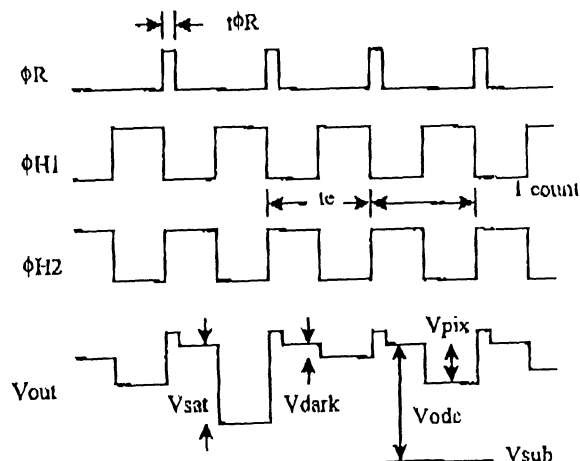 tϕR
ϕR
ϕH1
te
1 count
ϕH2
Vpix
Vout
Vsat
Vdark
Vodc
Vsub